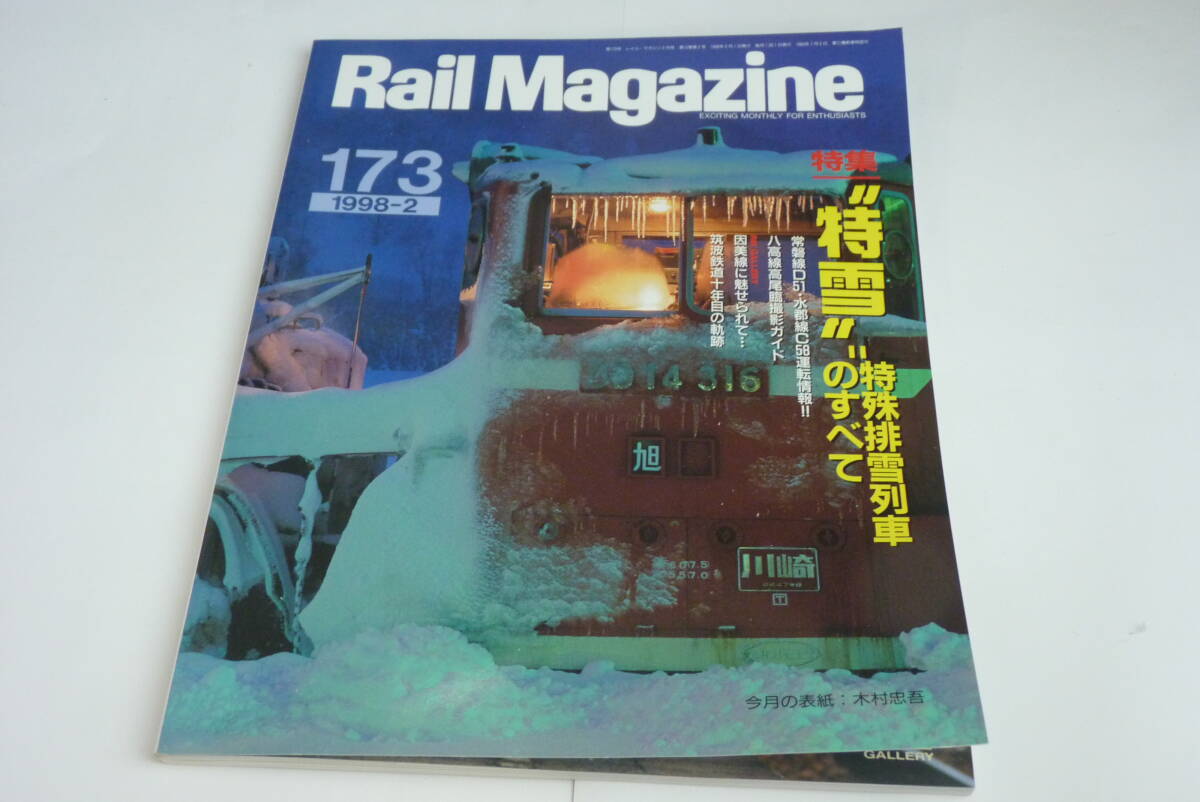 Rail Magazine
EXCITING MONTHLY FOR ENTHUSIASTS
173
1998-2
特集
〝特雪〟=特殊排雪列車
のすべて
常磐線D51・水郡線C58運転情報!!
八高線高尾臨撮影ガイド
因美線に魅せられて…
筑波鉄道十年目の軌跡
14 316
旭
川崎
今月の表紙:木村忠吾
GALLERY